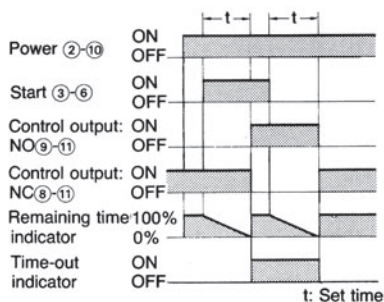 t t
Power ②-⑩ ON
OFF
Start ③-⑥ ON
OFF
Control output: ON
NO⑨-⑪ OFF
Control output: ON
NC⑧-⑪ OFF
Remaining time 100%
indicator 0%
Time-out ON
indicator OFF
t: Set time